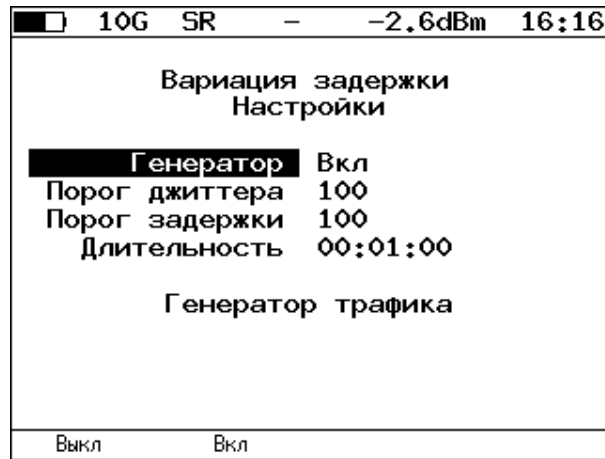 10G SR – -2.6dBm 16:16
Вариация задержки
Настройки
Генератор Вкл
Порог джиттера 100
Порог задержки 100
Длительность 00:01:00
Генератор трафика
Выкл Вкл